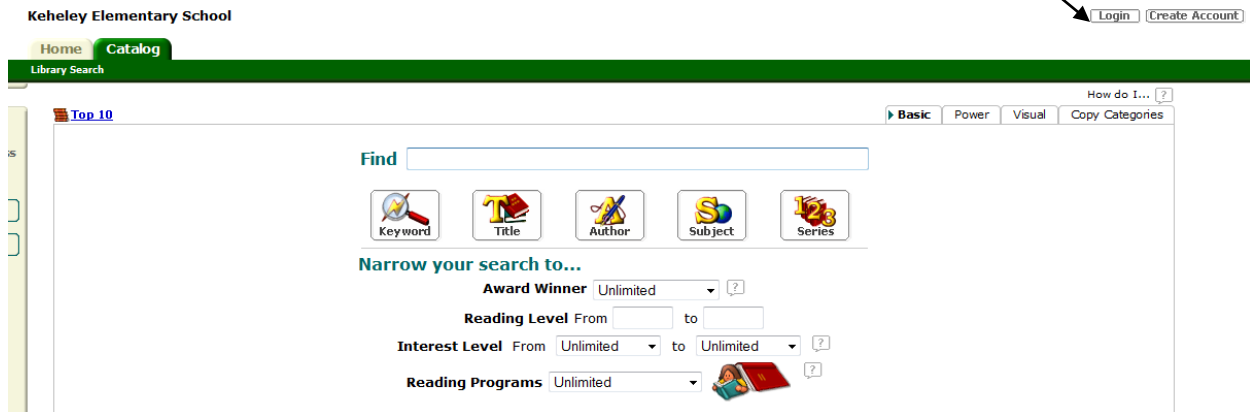 Keheley Elementary School
Login Create Account
Home Catalog
Library Search
How do I... ?
Top 10
Basic Power Visual Copy Categories
ss
Find
Keyword Title Author Subject Series
Narrow your search to...
Award Winner Unlimited ?
Reading Level From to
Interest Level From Unlimited to Unlimited ?
Reading Programs Unlimited ?